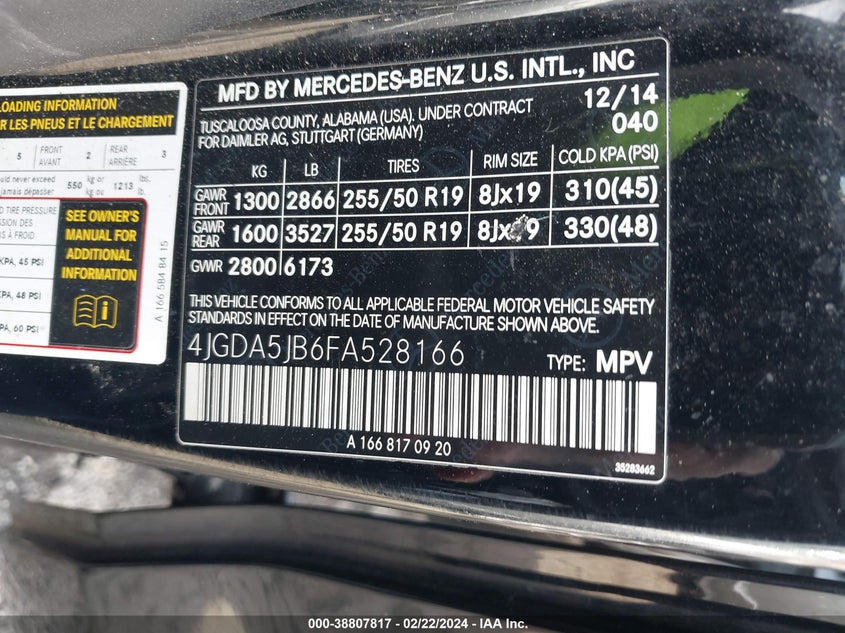 LOADING INFORMATION
R LES PNEUS ET LE CHARGEMENT
5 FRONT AVANT 2 REAR ARRIÈRE 3
uld never exceed
jamais dépasser 550 kg or kg ou 1213 lbs. lb.
D TIRE PRESSURE
SSION DES
S À FROID
KPA, 45 PSI
KPA, 48 PSI
KPA, 60 PSI
SEE OWNER'S
MANUAL FOR
ADDITIONAL
INFORMATION
A 166 584 84 15
MFD BY MERCEDES-BENZ U.S. INTL., INC
TUSCALOOSA COUNTY, ALABAMA (USA). UNDER CONTRACT
FOR DAIMLER AG, STUTTGART (GERMANY)
12/14
040
KG LB TIRES RIM SIZE COLD KPA(PSI)
GAWR FRONT 1300 2866 255/50 R19 8Jx19 310(45)
GAWR REAR 1600 3527 255/50 R19 8Jx19 330(48)
GVWR 2800 6173
THIS VEHICLE CONFORMS TO ALL APPLICABLE FEDERAL MOTOR VEHICLE SAFETY
STANDARDS IN EFFECT ON THE DATE OF MANUFACTURE SHOWN ABOVE.
4JGDA5JB6FA528166 TYPE: MPV
A 166 817 09 20
35283662
000-38807817 - 02/22/2024 - IAA Inc.